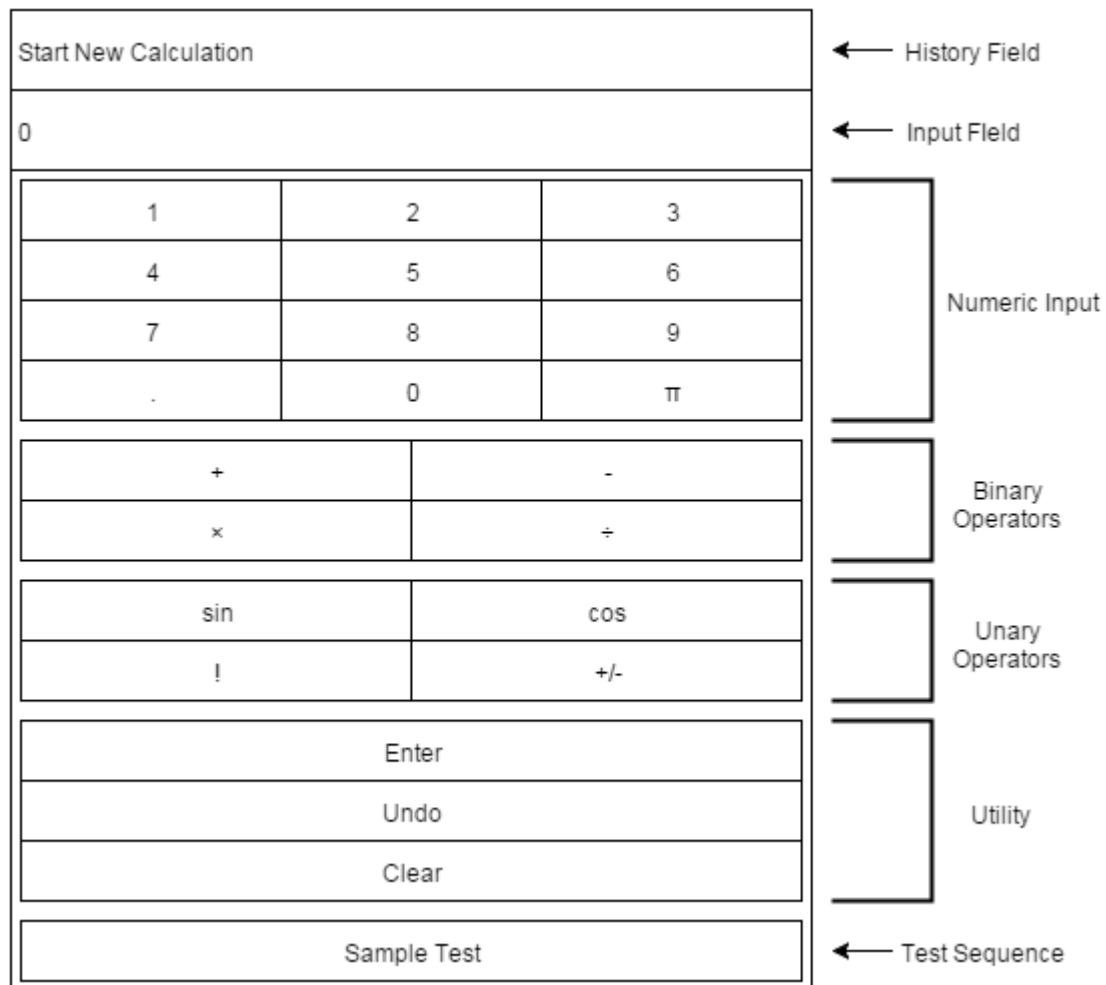 Start New Calculation
History Field
0
Input FIeld
1 2 3
4 5 6
7 8 9
. 0 π
Numeric Input
+ -
× ÷
Binary
Operators
sin cos
! +/-
Unary
Operators
Enter
Undo
Clear
Utility
Sample Test
Test Sequence